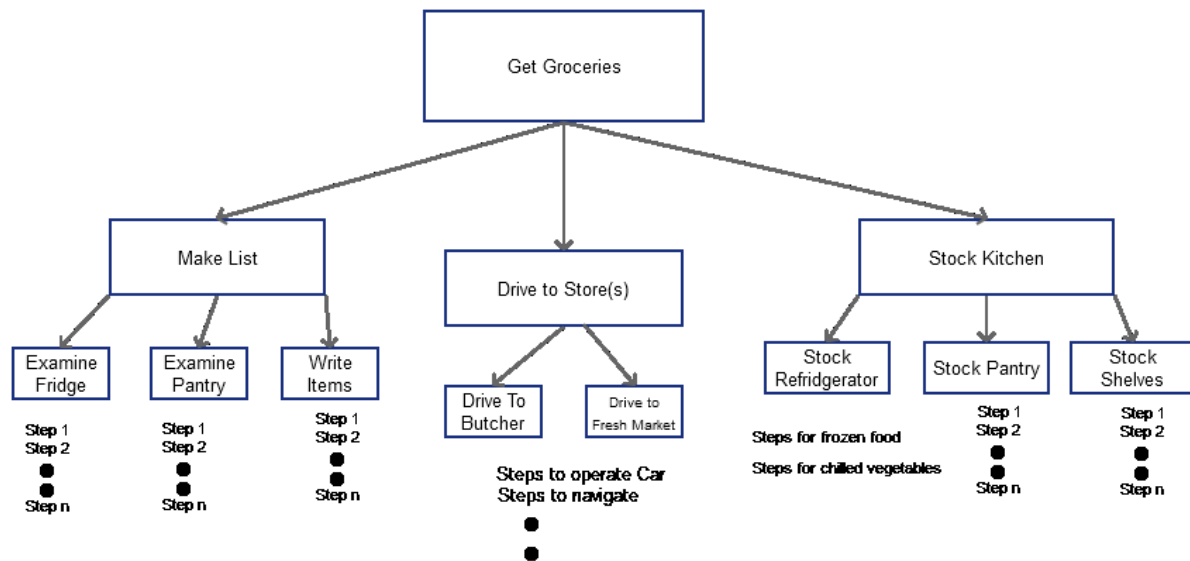 Get Groceries
Make List
Drive to Store(s)
Stock Kitchen
Examine
Fridge
Examine
Pantry
Write
Items
Drive To
Butcher
Drive to
Fresh Market
Stock
Refridgerator
Stock Pantry
Stock
Shelves
Step 1
Step 2
Step n
Step 1
Step 2
Step n
Step 1
Step 2
Step n
Steps to operate Car
Steps to navigate
Steps for frozen food
Steps for chilled vegetables
Step 1
Step 2
Step n
Step 1
Step 2
Step n